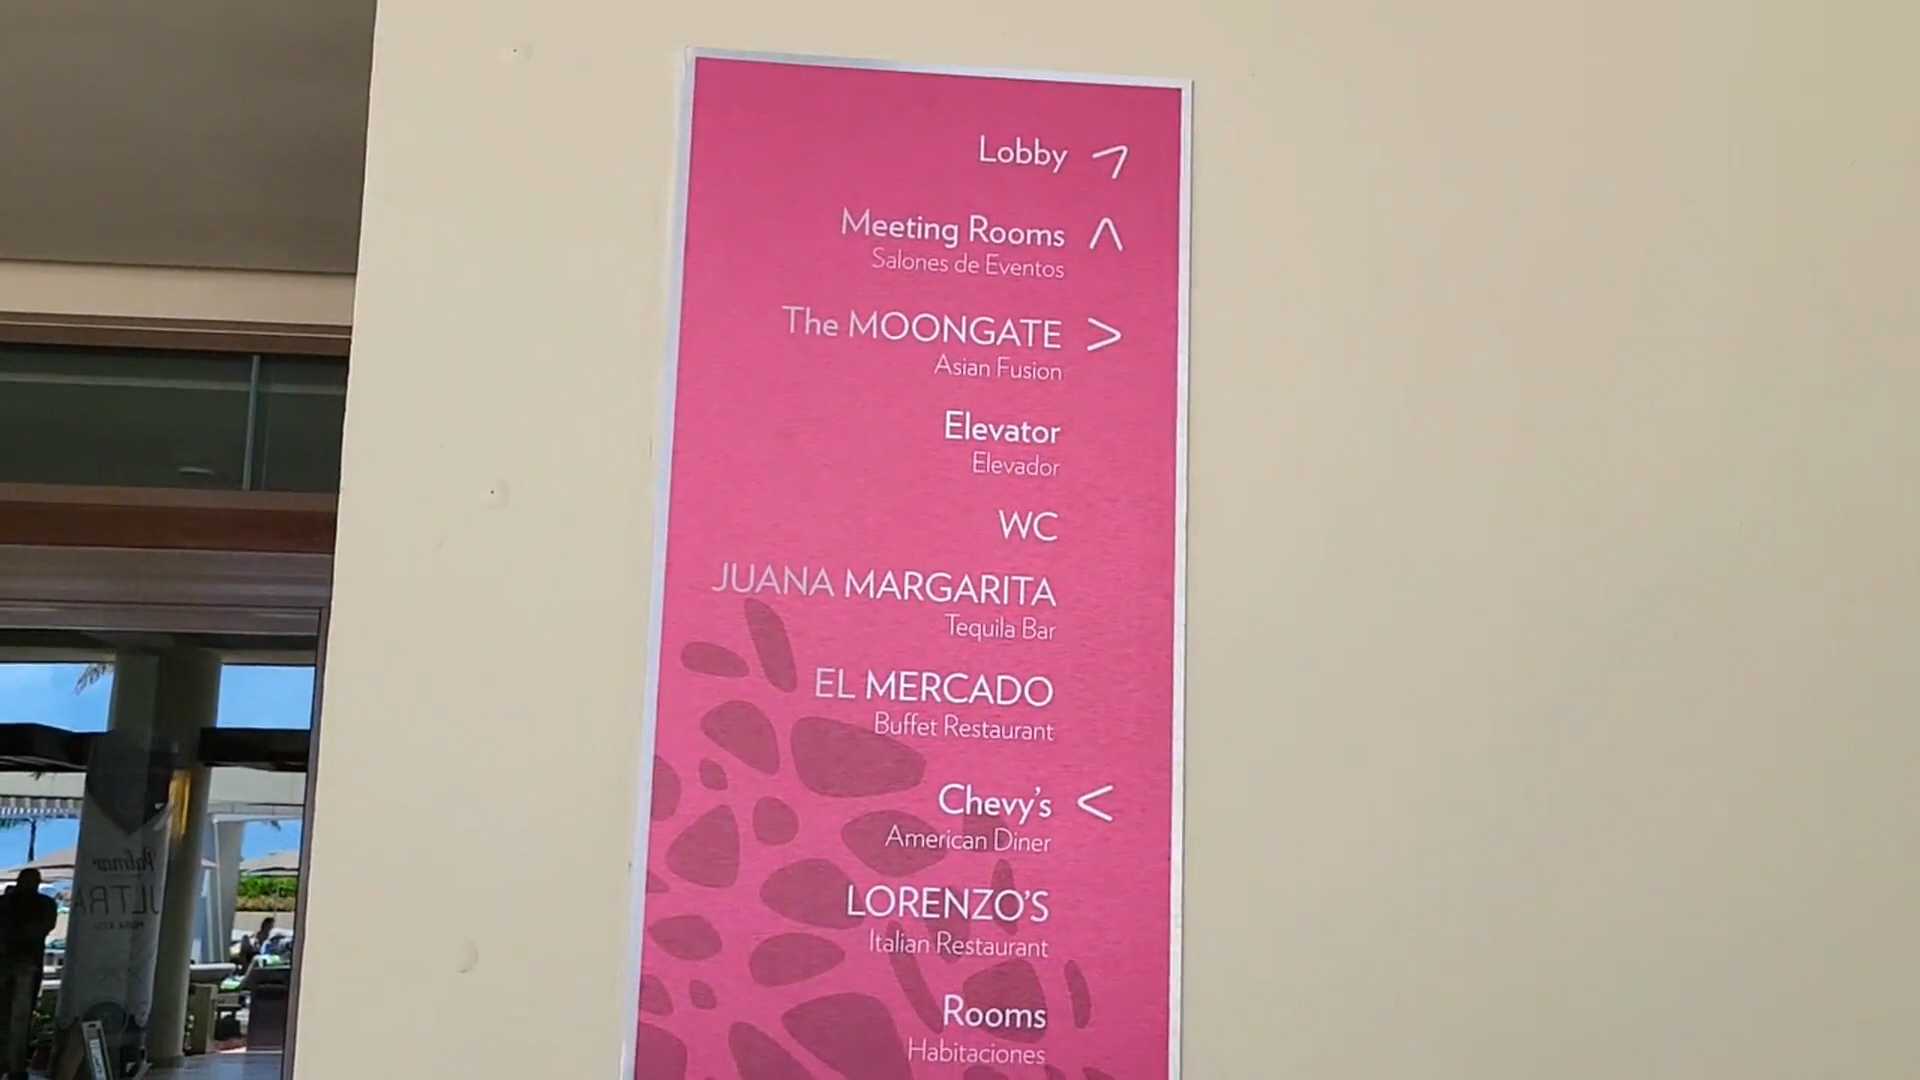 Lobby
Meeting Rooms
Salones de Eventos
The MOONGATE
Asian Fusion
Elevator
Elevador
WC
JUANA MARGARITA
Tequila Bar
EL MERCADO
Buffet Restaurant
Chevy's
American Diner
LORENZO'S
Italian Restaurant
Rooms
Habitaciones
ULTRA